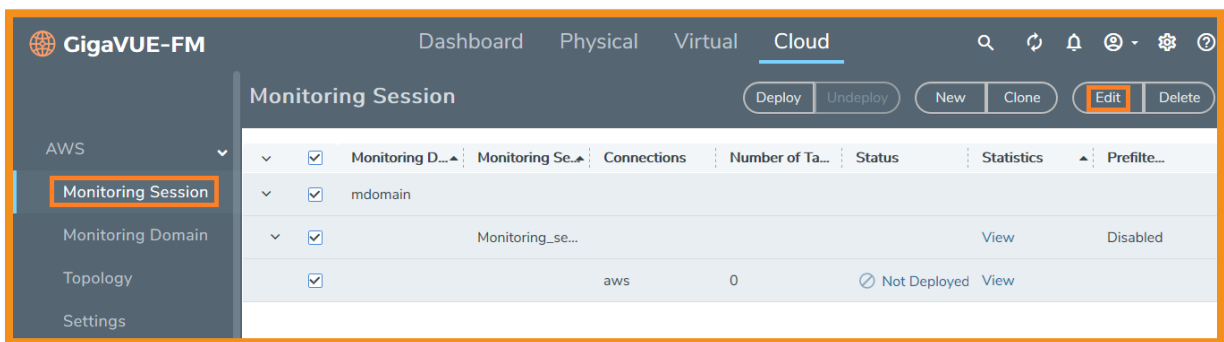 GigaVUE-FM Dashboard Physical Virtual Cloud
Monitoring Session Deploy Undeploy New Clone Edit Delete
AWS
Monitoring D... Monitoring Se... Connections Number of Ta... Status Statistics Prefilte...
Monitoring Session
mdomain
Monitoring Domain
Monitoring_se... View Disabled
Topology
aws 0 Not Deployed View
Settings